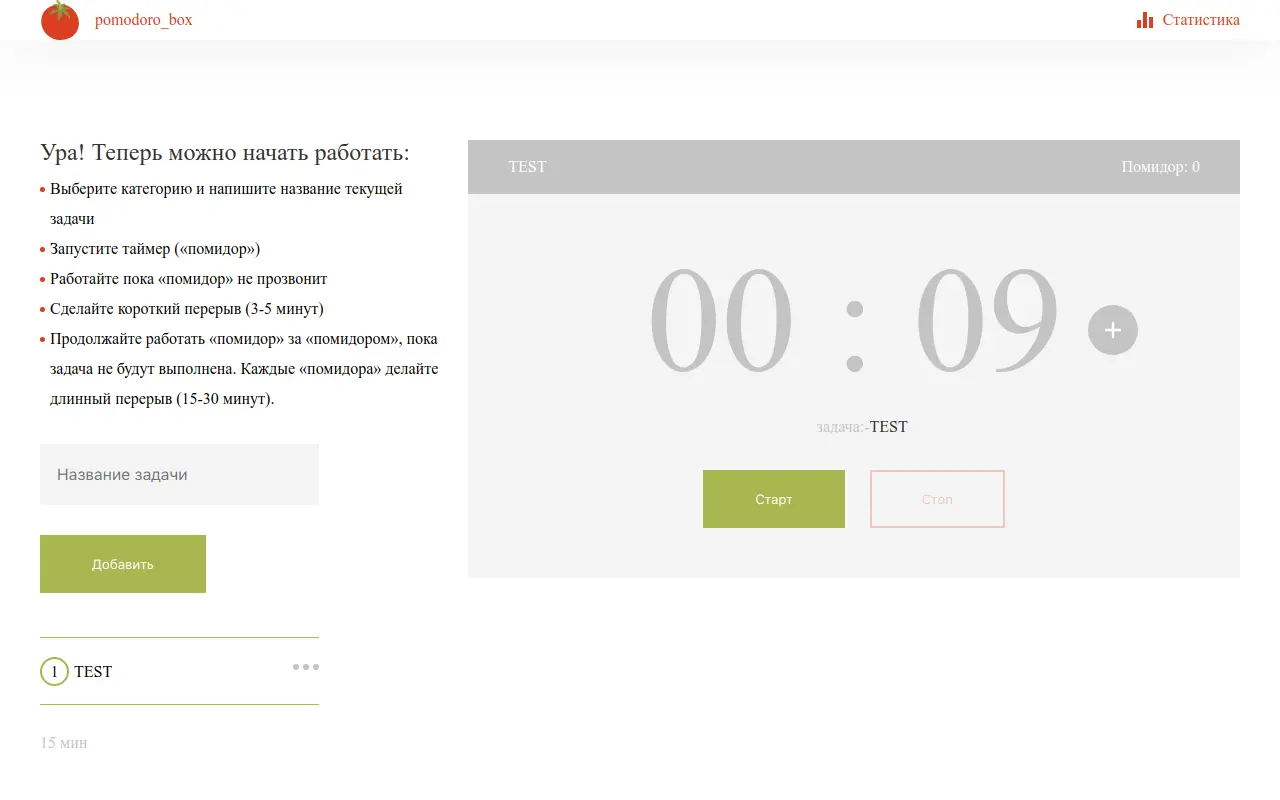 pomodoro_box
Статистика
Ура! Теперь можно начать работать:
Выберите категорию и напишите название текущей
задачи
Запустите таймер («помидор»)
Работайте пока «помидор» не прозвонит
Сделайте короткий перерыв (3-5 минут)
Продолжайте работать «помидор» за «помидором», пока
задача не будут выполнена. Каждые «помидора» делайте
длинный перерыв (15-30 минут).
Название задачи
Добавить
1 TEST
15 мин
TEST
Помидор: 0
00 : 09
задача:-TEST
Старт
Стоп